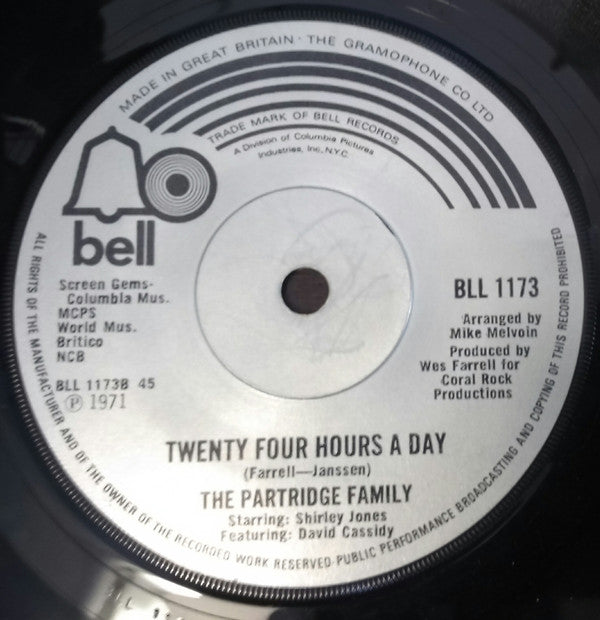 MADE IN GREAT BRITAIN · THE GRAMOPHONE CO LTD
TRADE MARK OF BELL RECORDS
A Division of Columbia Pictures
Industries, Inc, N.Y.C.
bell
Screen Gems-
Columbia Mus.
MCPS
World Mus.
Britico
NCB
BLL 1173B 45
Ⓟ 1971
BLL 1173
Arranged by
Mike Melvoin
Produced by
Wes Farrell for
Coral Rock
Productions
TWENTY FOUR HOURS A DAY
(Farrell—Janssen)
THE PARTRIDGE FAMILY
Starring: Shirley Jones
Featuring: David Cassidy
ALL RIGHTS OF THE MANUFACTURER AND OF THE OWNER OF THE RECORDED WORK RESERVED·PUBLIC PERFORMANCE BROADCASTING AND COPYING OF THIS RECORD PROHIBITED